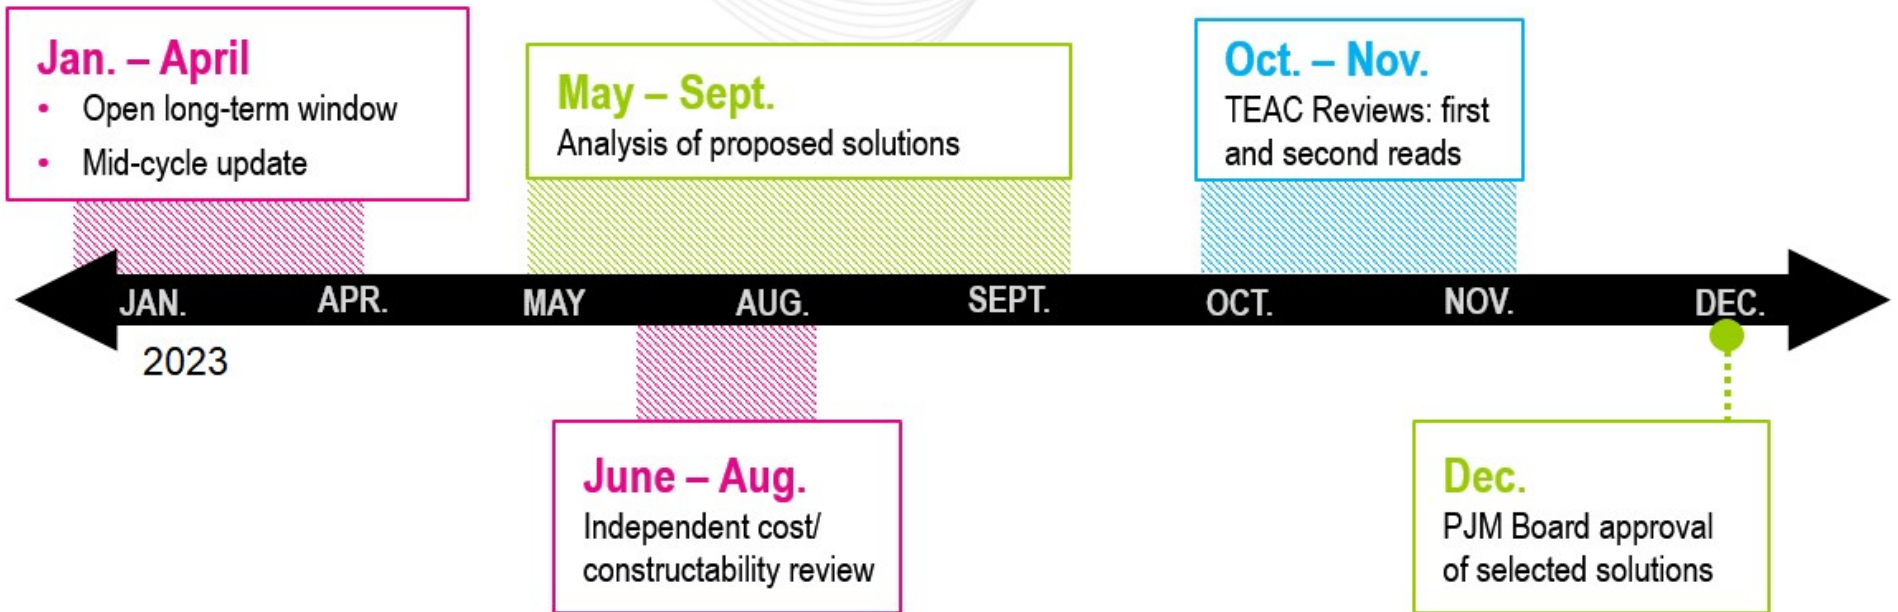 Jan. – April
• Open long-term window
• Mid-cycle update
May – Sept.
Analysis of proposed solutions
Oct. – Nov.
TEAC Reviews: first
and second reads
JAN. APR. MAY AUG. SEPT. OCT. NOV. DEC.
2023
June – Aug.
Independent cost/
constructability review
Dec.
PJM Board approval
of selected solutions